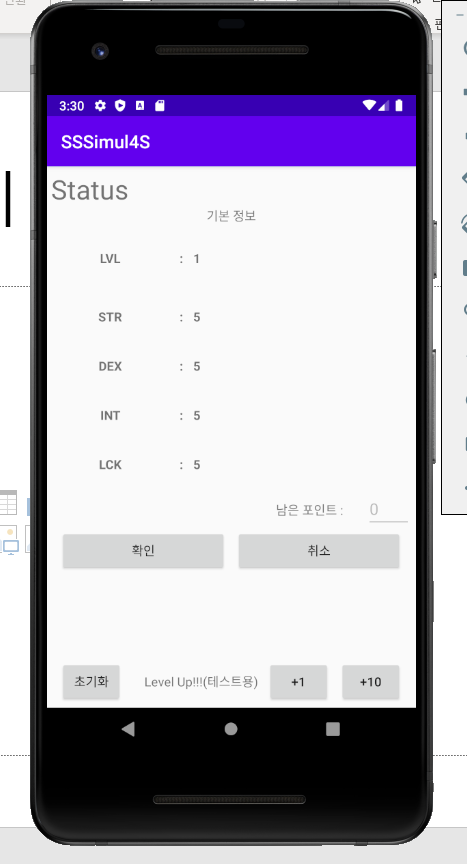 3:30
SSSimul4S
Status
기본 정보
LVL : 1
STR : 5
DEX : 5
INT : 5
LCK : 5
남은 포인트 : 0
확인 취소
초기화 Level Up!!!(테스트용) +1 +10